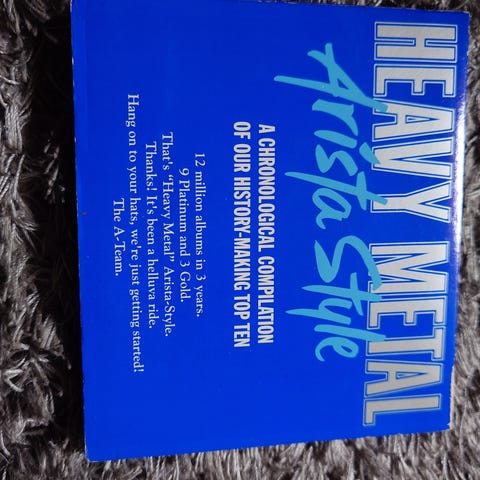 HEAVY METAL
Arista Style
A CHRONOLOGICAL COMPILATION
OF OUR HISTORY-MAKING TOP TEN
12 million albums in 3 years.
9 Platinum and 3 Gold.
That's "Heavy Metal" Arista-Style.
Thanks! It's been a helluva ride.
Hang on to your hats, we're just getting started!
The A-Team.